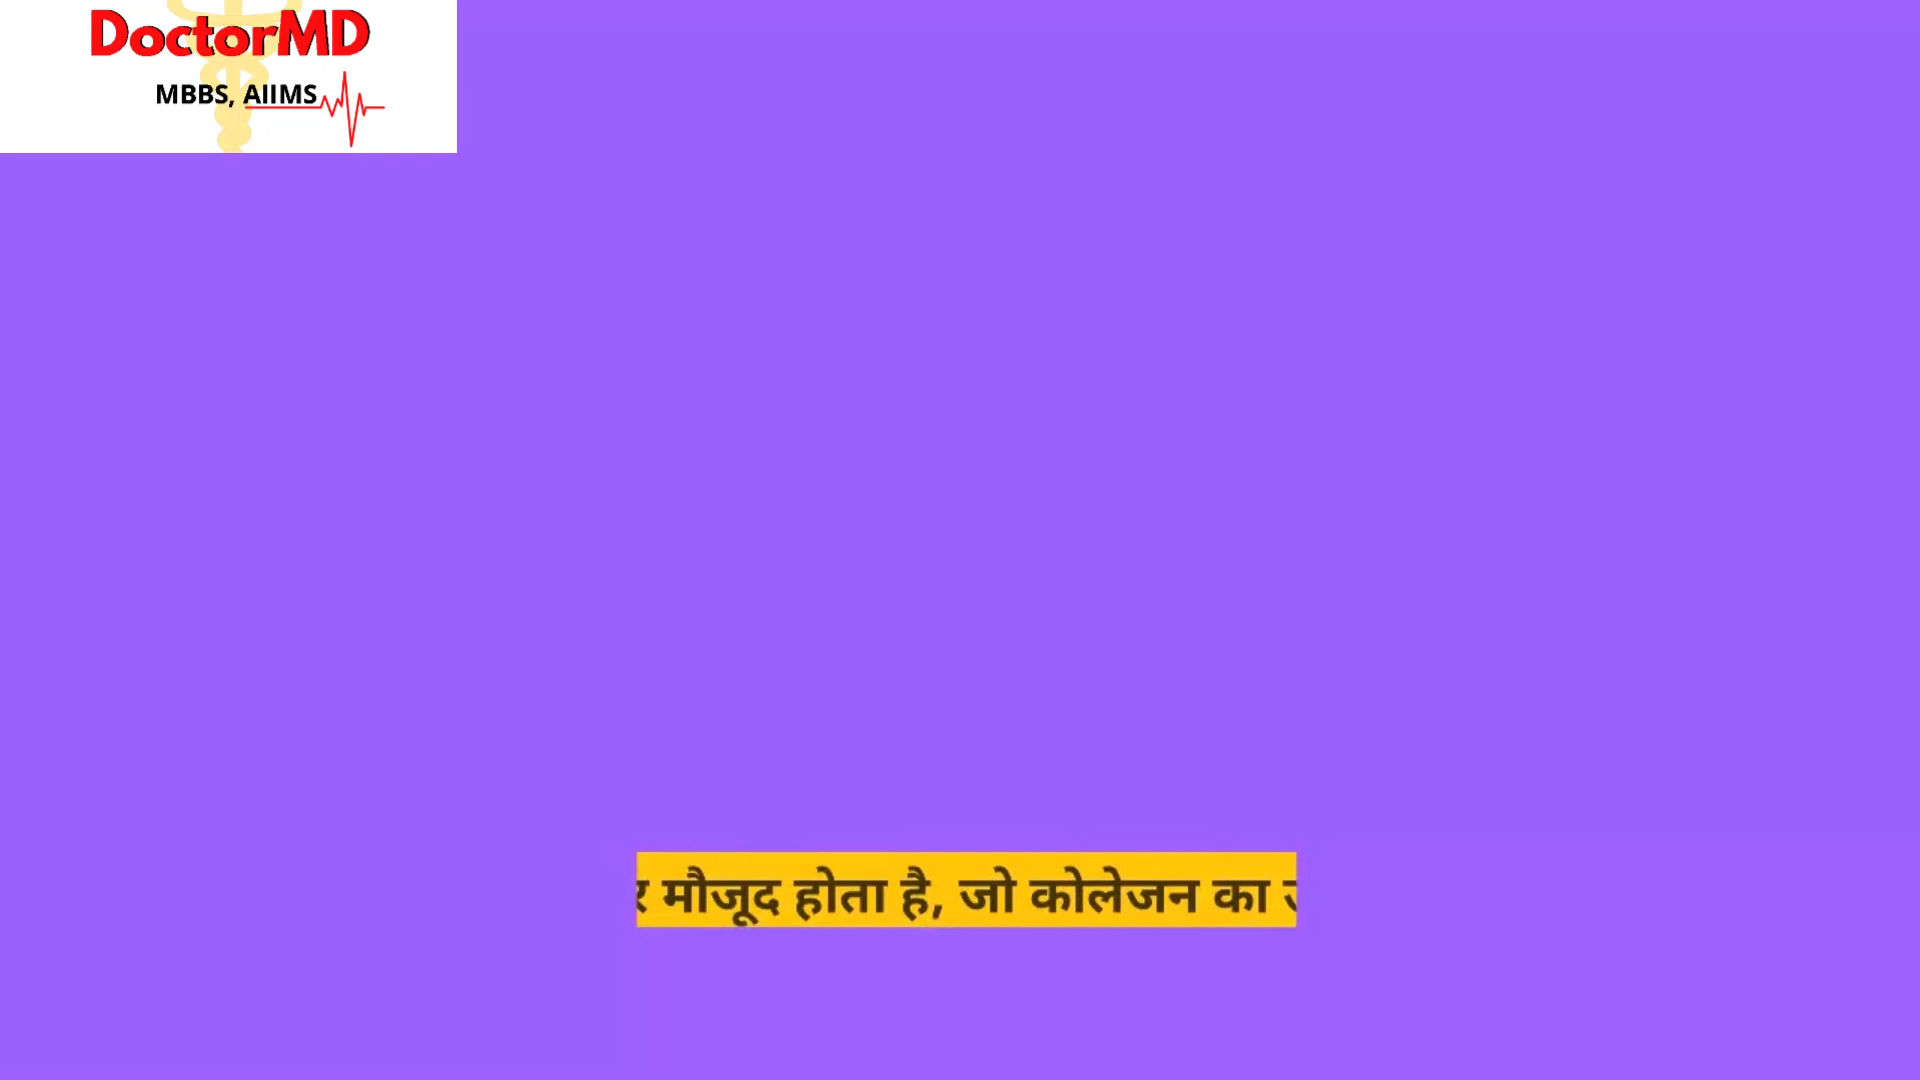 DoctorMD
MBBS, AIIMS
मौजूद होता है, जो कोलेजन का